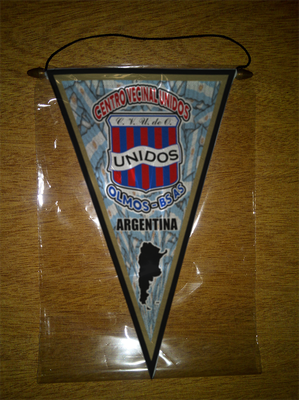 CENTRO VECINAL UNIDOS
C. V. U. de O.
UNIDOS
OLMOS - BS AS
ARGENTINA